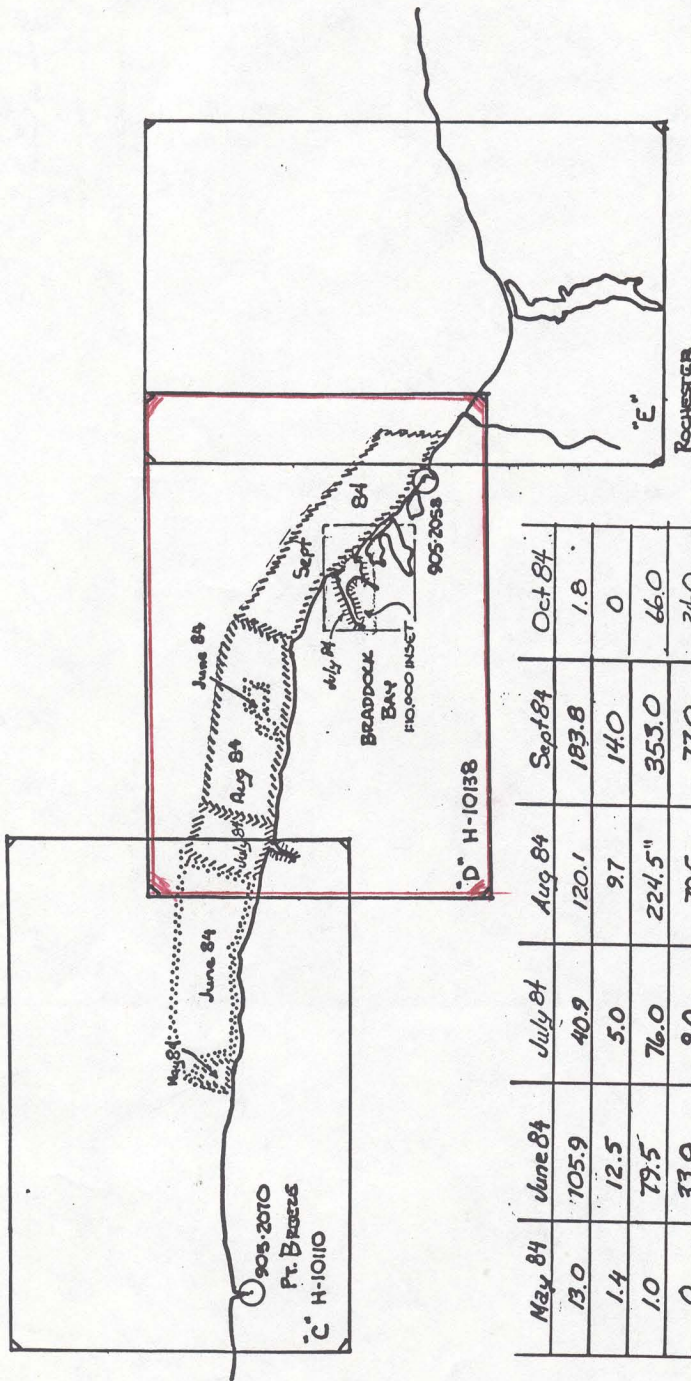 May 84
June 84
July 84
June 84
Aug 84
Sept
84
July 84
BRADDOCK
BAY
1:10,000 INSET
905·2058
905·2070
PT. BREEZE
"C" H-10110
"D" H-10138
"E"
ROCHESTER
May 84 June 84 July 84 Aug 84 Sept 84 Oct 84
13.0 105.9 40.9 120.1 183.8 1.8
1.4 12.5 5.0 9.7 14.0 0
1.0 79.5 76.0 224.5" 353.0 66.0